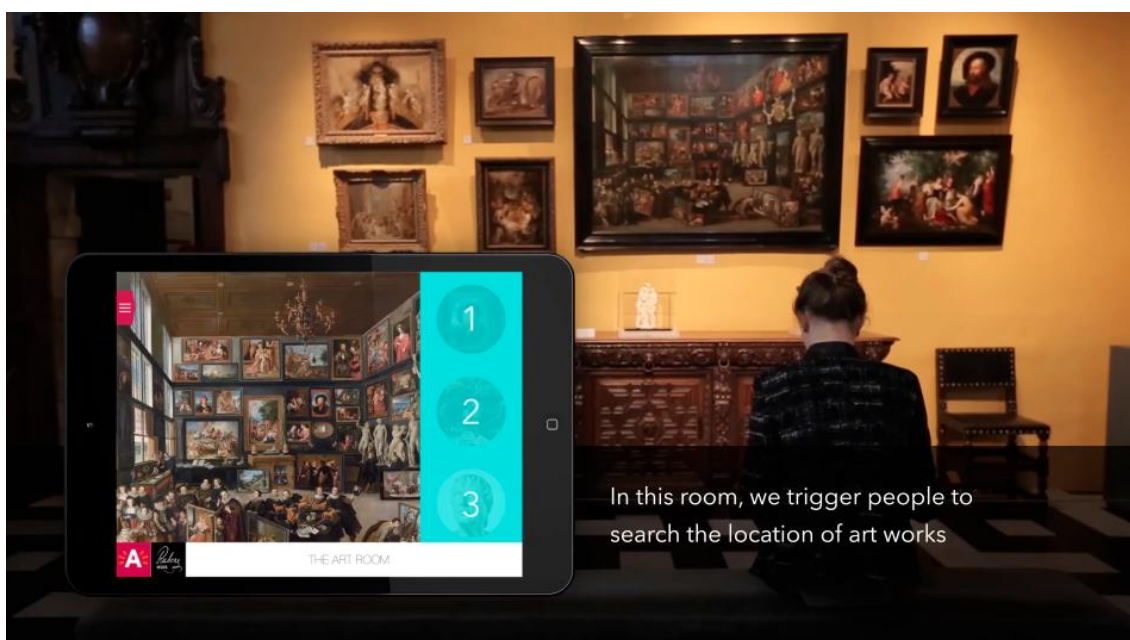 1
2
3
A
THE ART ROOM
In this room, we trigger people to
search the location of art works